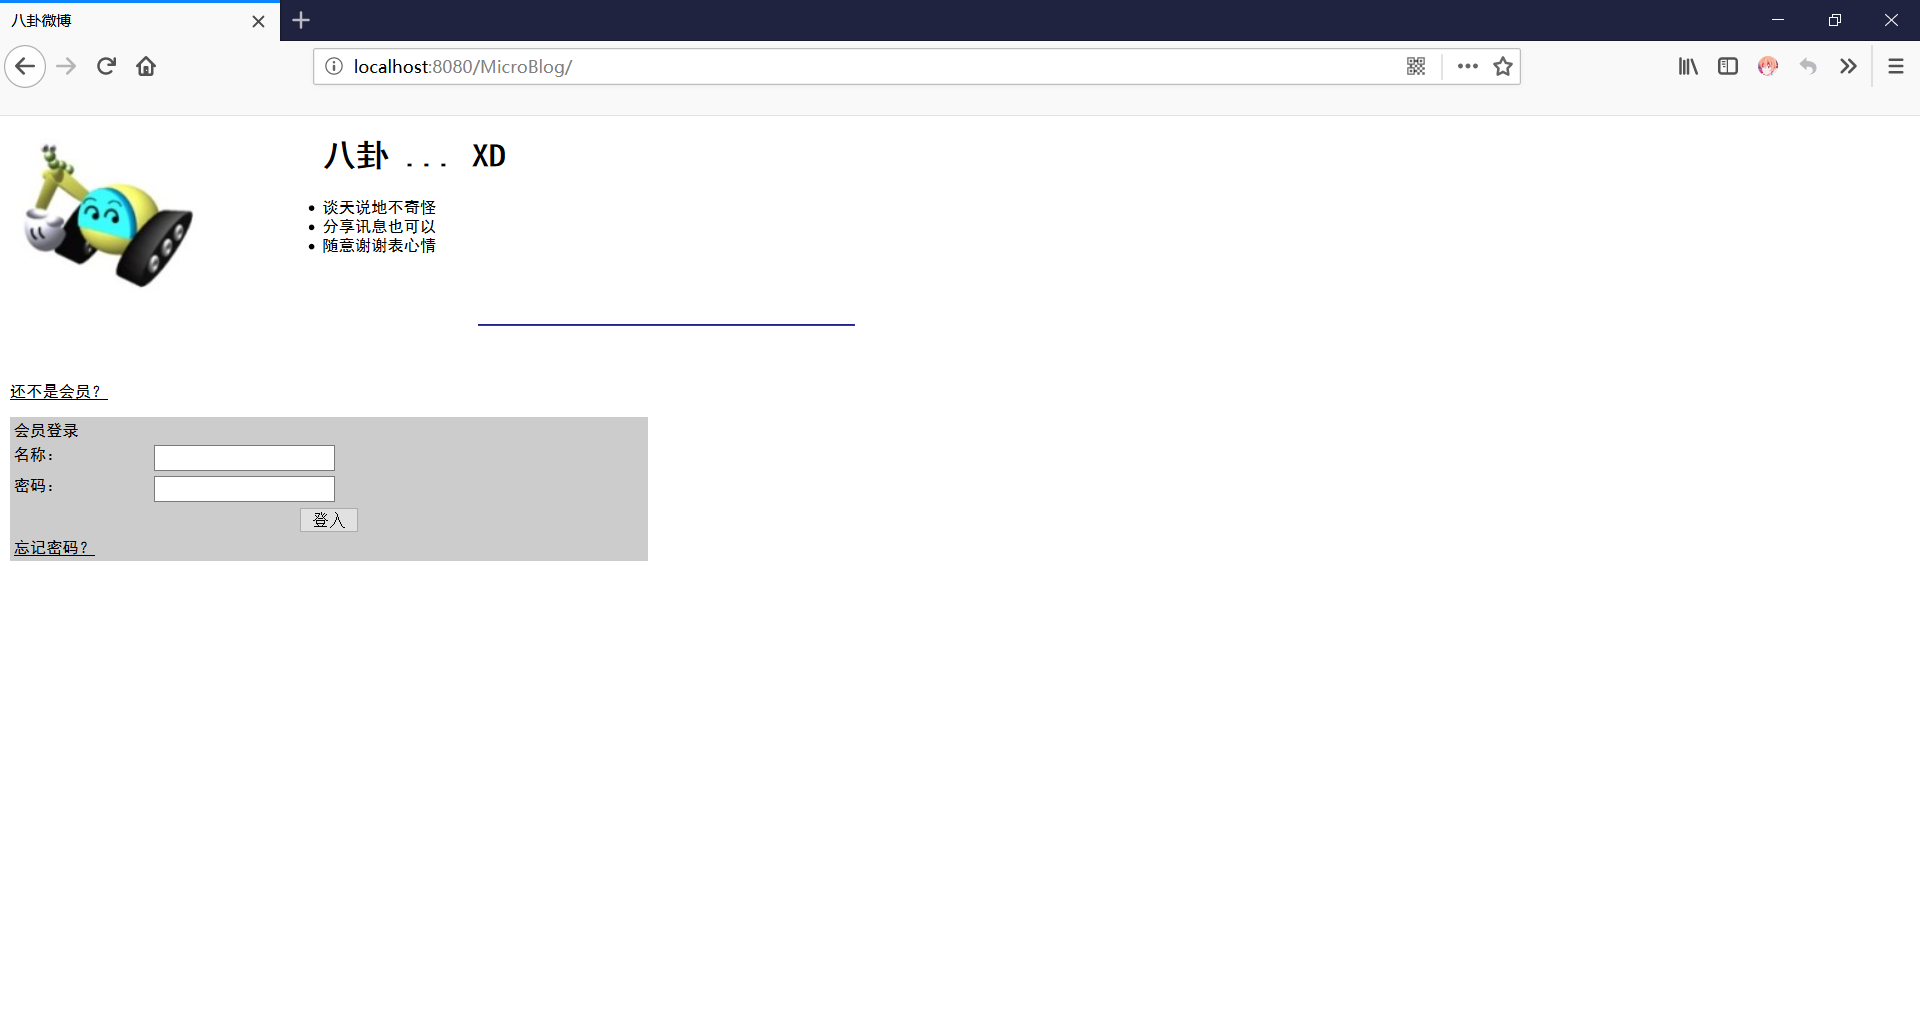 八卦微博
localhost:8080/MicroBlog/
八卦 ... XD
谈天说地不奇怪
分享讯息也可以
随意谢谢表心情
还不是会员？
会员登录
名称：
密码：
登入
忘记密码？